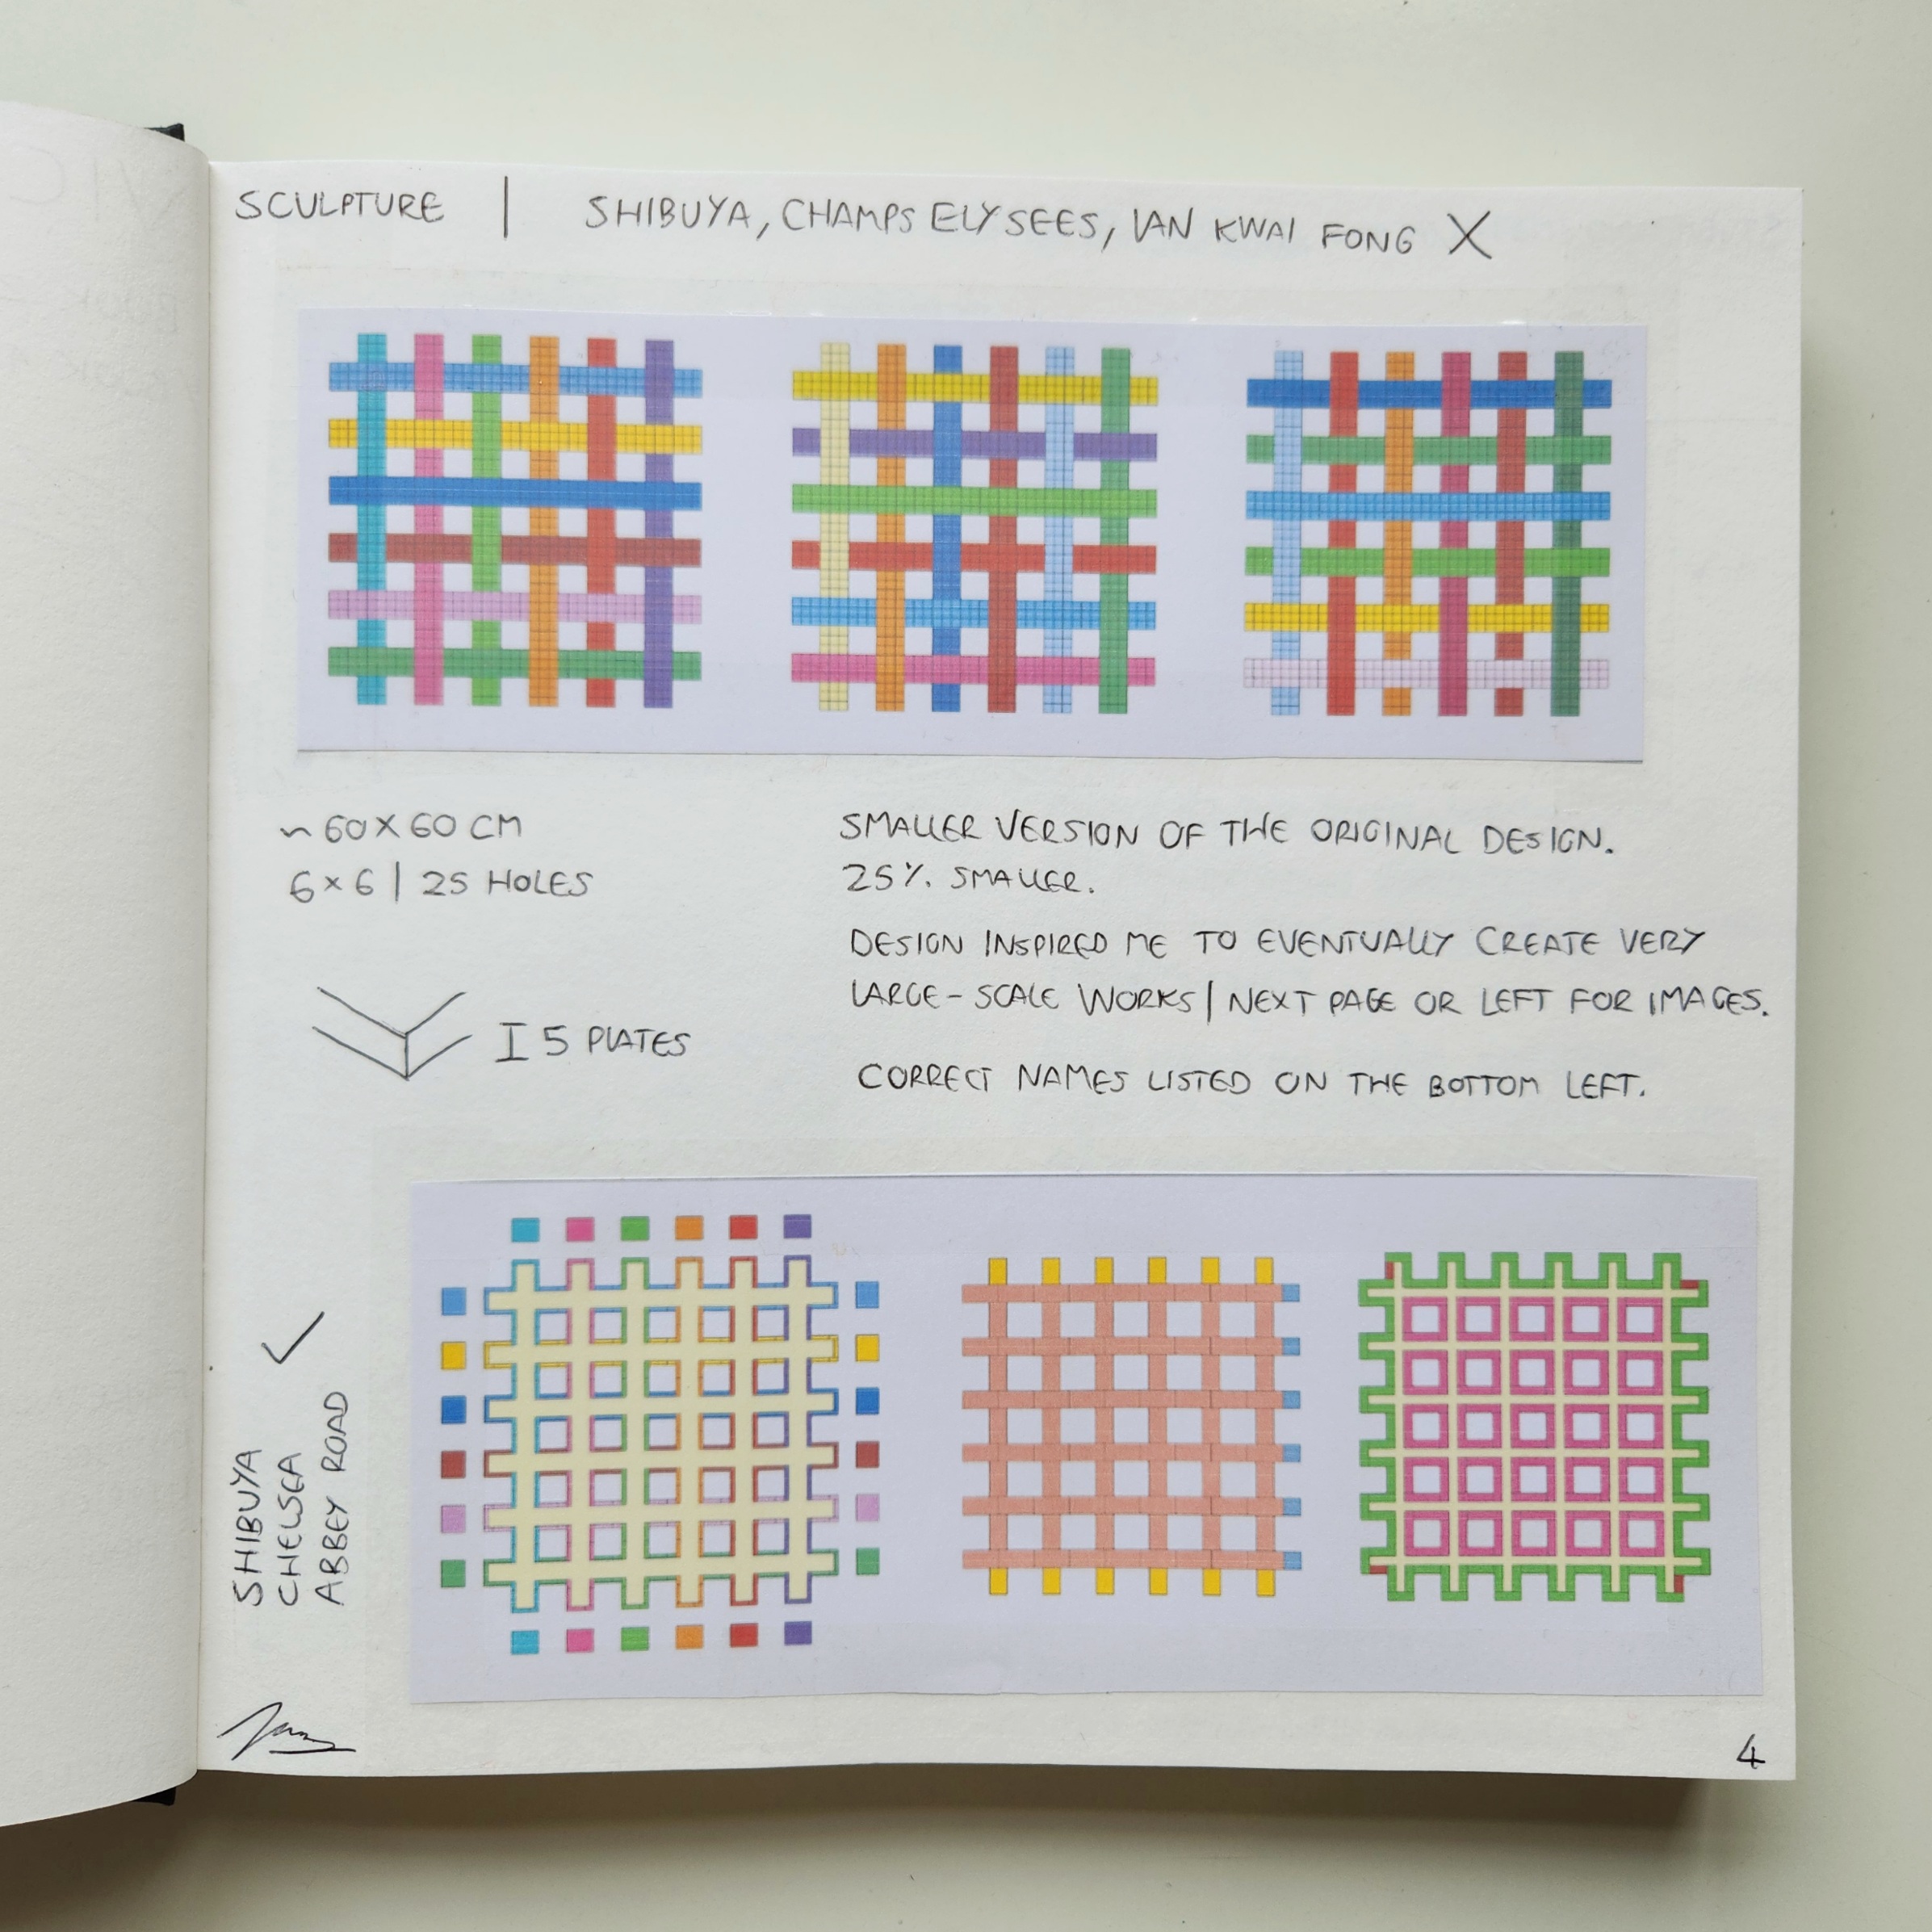 SCULPTURE | SHIBUYA, CHAMPS ELYSEES, LAN KWAI FONG X
~ 60 X 60 CM
6 x 6 | 25 HOLES
SMALLER VERSION OF THE ORIGINAL DESIGN.
25% SMALLER.
DESIGN INSPIRED ME TO EVENTUALLY CREATE VERY
LARGE-SCALE WORKS | NEXT PAGE OR LEFT FOR IMAGES.
I 5 PLATES
CORRECT NAMES LISTED ON THE BOTTOM LEFT.
SHIBUYA
CHELSEA
ABBEY ROAD
4